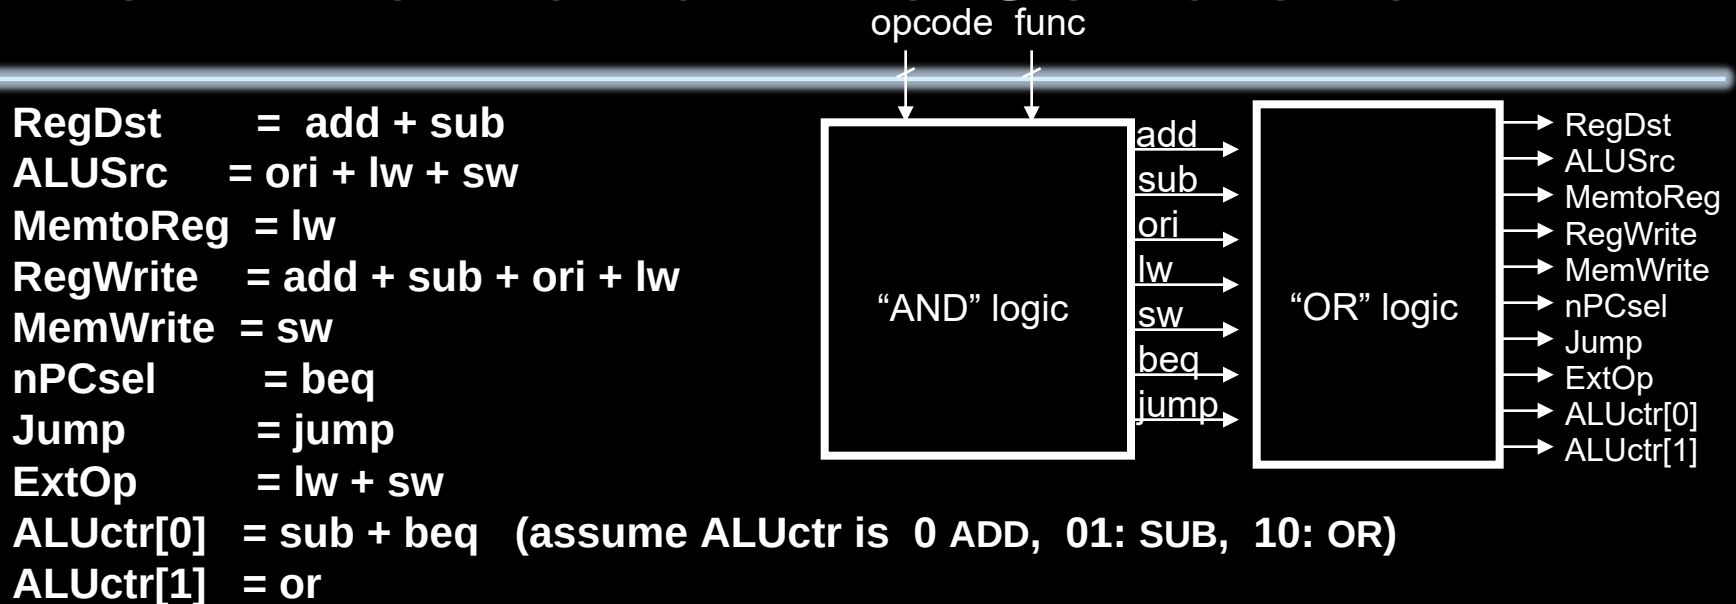 opcode func
RegDst = add + sub
ALUSrc = ori + lw + sw
MemtoReg = lw
RegWrite = add + sub + ori + lw
MemWrite = sw
nPCsel = beq
Jump = jump
ExtOp = lw + sw
ALUctr[0] = sub + beq (assume ALUctr is 0 ADD, 01: SUB, 10: OR)
ALUctr[1] = or
“AND” logic
add
sub
ori
lw
sw
beq
jump
“OR” logic
RegDst
ALUSrc
MemtoReg
RegWrite
MemWrite
nPCsel
Jump
ExtOp
ALUctr[0]
ALUctr[1]